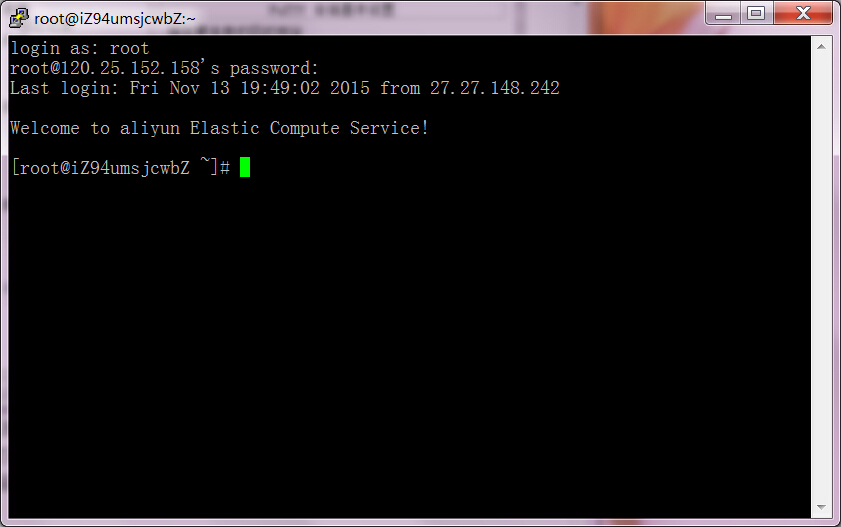 root@iZ94umsjcwbZ:~
login as: root
root@120.25.152.158's password:
Last login: Fri Nov 13 19:49:02 2015 from 27.27.148.242
Welcome to aliyun Elastic Compute Service!
[root@iZ94umsjcwbZ ~]#